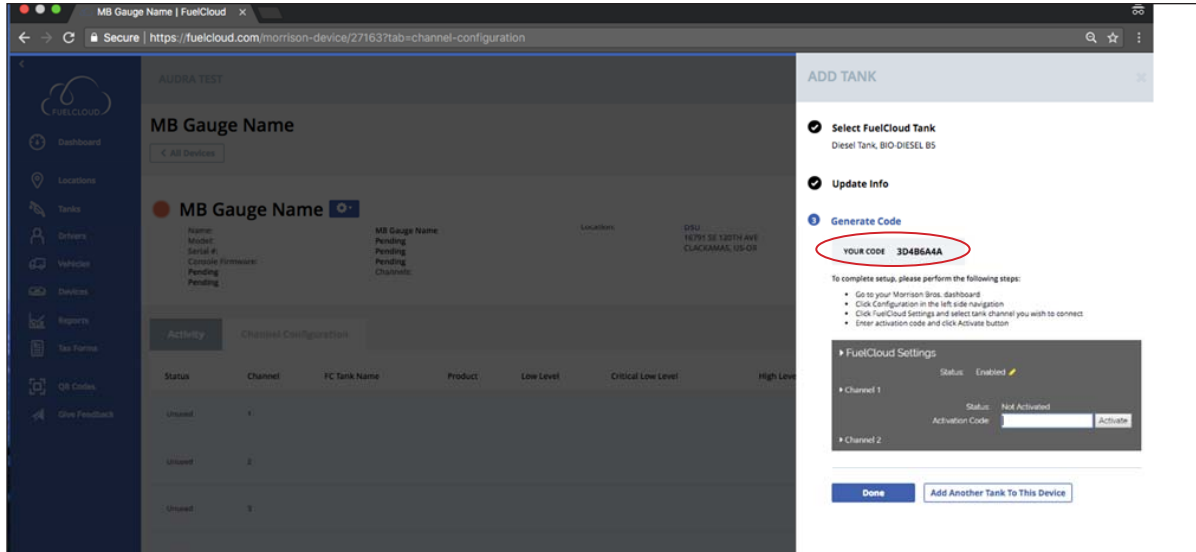 MB Gauge Name | FuelCloud
Secure | https://fuelcloud.com/morrison-device/27163?tab=channel-configuration
FUELCLOUD
Dashboard
Locations
Tanks
Drivers
Vehicles
Devices
Reports
Tax Forms
QR Codes
Give Feedback
AUDRA TEST
MB Gauge Name
< All Devices
MB Gauge Name
Name: MB Gauge Name
Model: Pending
Serial #: Pending
Console Firmware: Pending
Pending Channels:
Pending
Location: DSU
16791 SE 120TH AVE
CLACKAMAS, US-OR
Activity Channel Configuration
Status Channel FC Tank Name Product Low Level Critical Low Level High Leve
Unused 1
Unused 2
Unused 3
ADD TANK
Select FuelCloud Tank
Diesel Tank, BIO-DIESEL B5
Update Info
3 Generate Code
YOUR CODE 3D4B6A4A
To complete setup, please perform the following steps:
• Go to your Morrison Bros. dashboard
• Click Configuration in the left side navigation
• Click FuelCloud Settings and select tank channel you wish to connect
• Enter activation code and click Activate button
FuelCloud Settings
Status: Enabled
Channel 1
Status: Not Activated
Activation Code: Activate
Channel 2
Done Add Another Tank To This Device